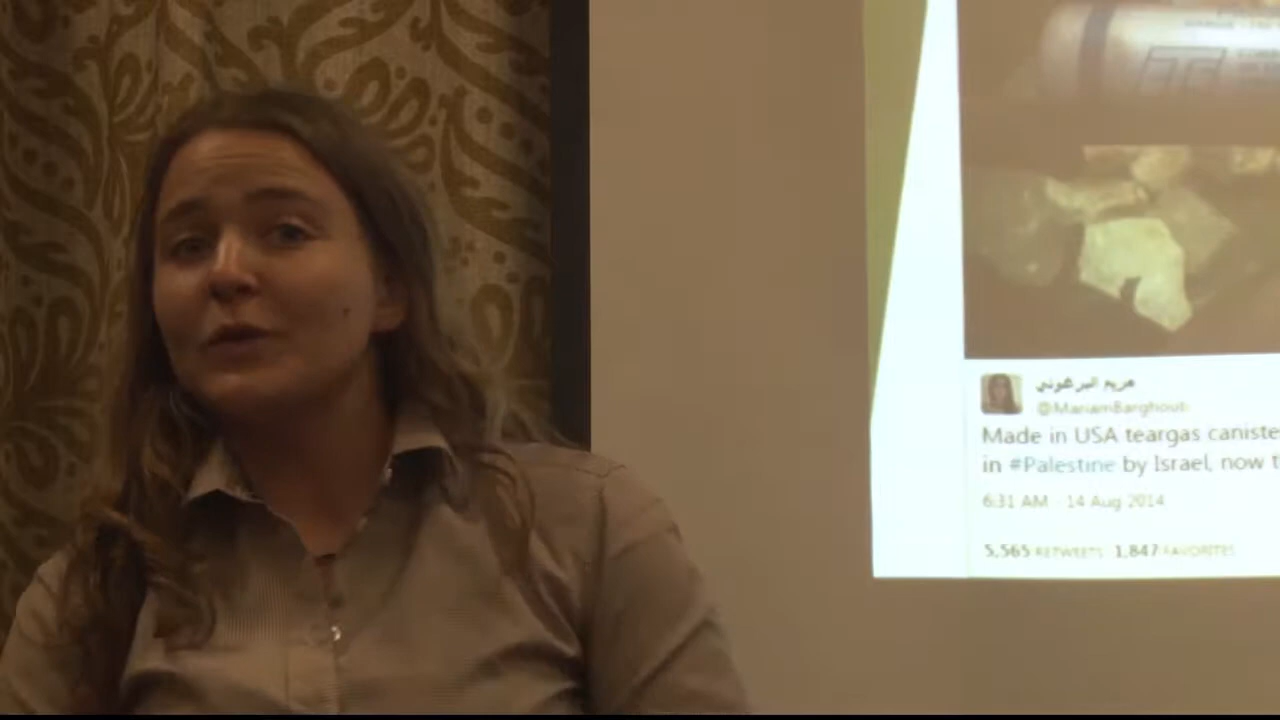 مريم البرغوثي
@MariamBarghouti
Made in USA teargas caniste
in #Palestine by Israel, now t
6:31 AM · 14 Aug 2014
5,565 RETWEETS 1,847 FAVORITES